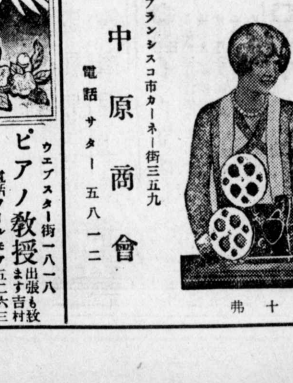 フランシスコ市カーネー街三五九
中原商會
電話サター五八一二
十弗
ウエブスター街一八一八
ピアノ教授
出張も致
ます吉村